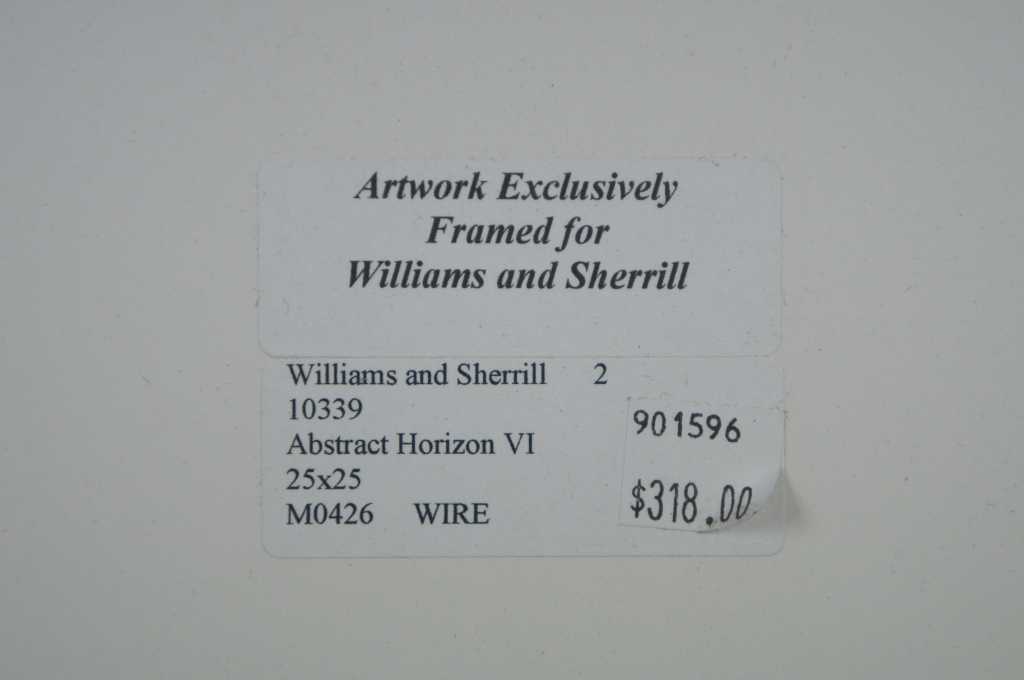 Artwork Exclusively
Framed for
Williams and Sherrill
Williams and Sherrill 2
10339
Abstract Horizon VI
25x25
M0426 WIRE
901596
$318.00